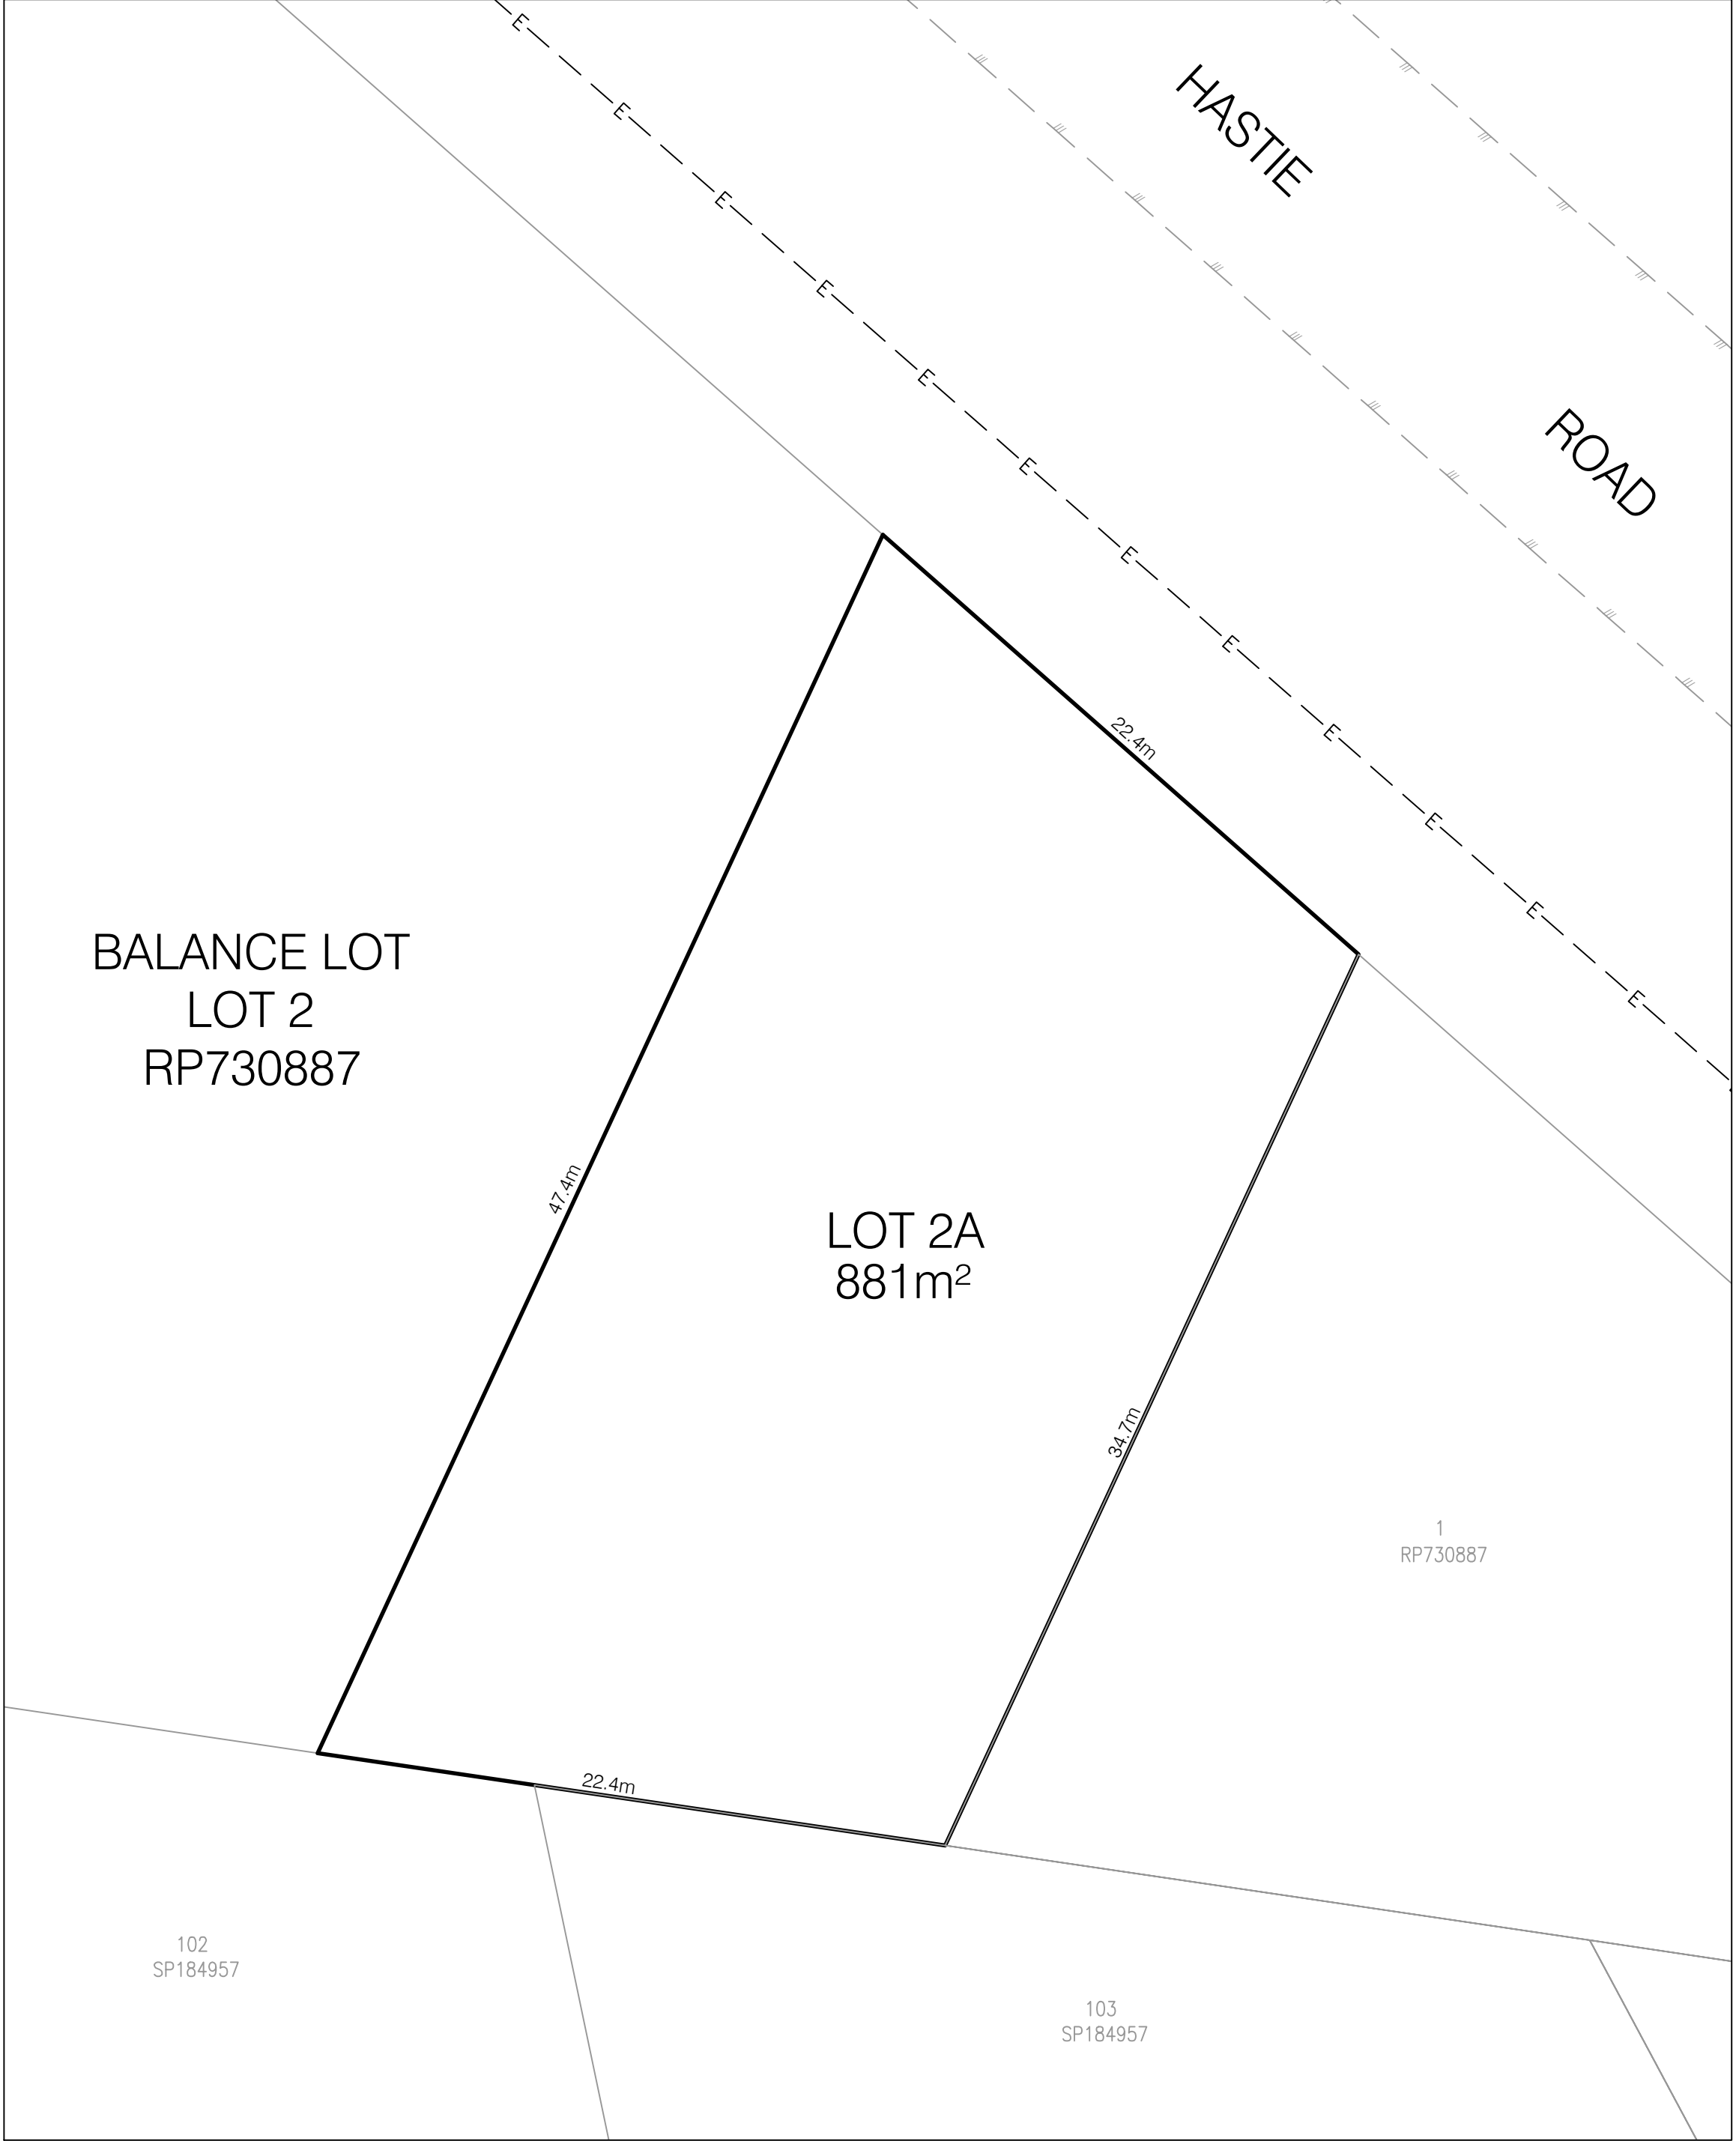 HASTIE
ROAD
E
E
E
E
E
E
E
E
E
E
E
E
22.4m
BALANCE LOT
LOT 2
RP730887
47.4m
LOT 2A
881m²
34.7m
1
RP730887
22.4m
102
SP184957
103
SP184957